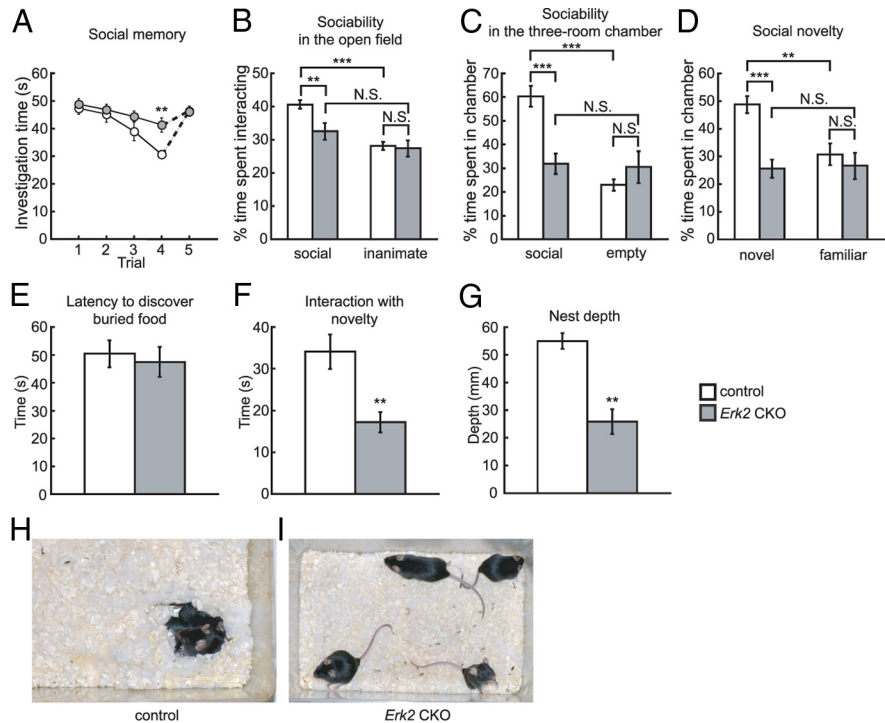 A
Social memory
Investigation time (s)
60
50
40
30
20
10
0
**
1 2 3 4 5
Trial
B
Sociability
in the open field
% time spent interacting
50
40
30
20
10
0
***
**
N.S.
N.S.
social inanimate
C
Sociability
in the three-room chamber
% time spent in chamber
70
60
50
40
30
20
10
0
***
***
N.S.
N.S.
social empty
D
Social novelty
% time spent in chamber
60
50
40
30
20
10
0
**
***
N.S.
N.S.
novel familiar
E
Latency to discover
buried food
Time (s)
60
50
40
30
20
10
0
F
Interaction with
novelty
Time (s)
40
30
20
10
0
**
G
Nest depth
Depth (mm)
60
50
40
30
20
10
0
**
control
Erk2 CKO
H
control
I
Erk2 CKO